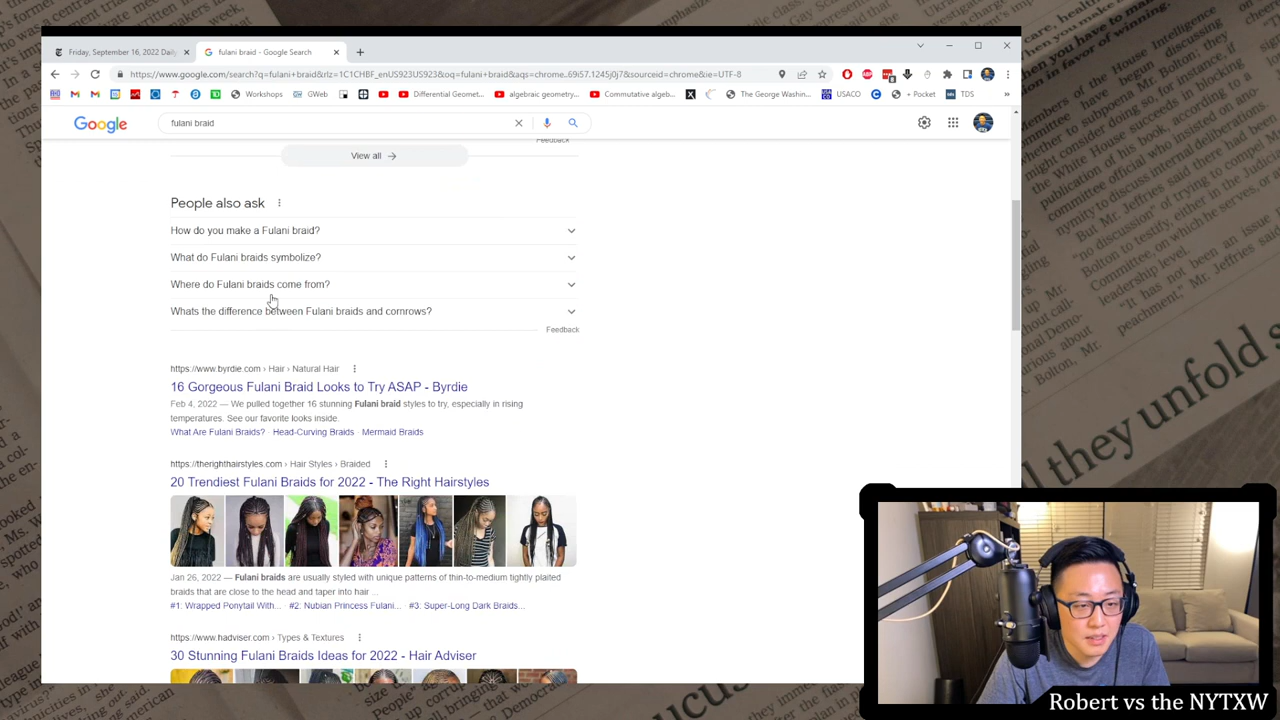 Friday, September 16, 2022 Daily
fulani braid - Google Search
https://www.google.com/search?q=fulani+braid&rlz=1C1CHBF_enUS923US923&oq=fulani+braid&aqs=chrome..69i57.1245j0j7&sourceid=chrome&ie=UTF-8
Workshops
GWeb
Differential Geomet...
algebraic geometry...
Commutative algeb...
The George Washin...
USACO
+ Pocket
TDS
Google
fulani braid
Feedback
View all
People also ask
How do you make a Fulani braid?
What do Fulani braids symbolize?
Where do Fulani braids come from?
Whats the difference between Fulani braids and cornrows?
Feedback
https://www.byrdie.com › Hair › Natural Hair
16 Gorgeous Fulani Braid Looks to Try ASAP - Byrdie
Feb 4, 2022 — We pulled together 16 stunning Fulani braid styles to try, especially in rising
temperatures. See our favorite looks inside.
What Are Fulani Braids? · Head-Curving Braids · Mermaid Braids
https://therighthairstyles.com › Hair Styles › Braided
20 Trendiest Fulani Braids for 2022 - The Right Hairstyles
Jan 26, 2022 — Fulani braids are usually styled with unique patterns of thin-to-medium tightly plaited
braids that are close to the head and taper into hair ...
#1: Wrapped Ponytail With... · #2: Nubian Princess Fulani... · #3: Super-Long Dark Braids...
https://www.hadviser.com › Types & Textures
30 Stunning Fulani Braids Ideas for 2022 - Hair Adviser
they unfold
Robert vs the NYTXW